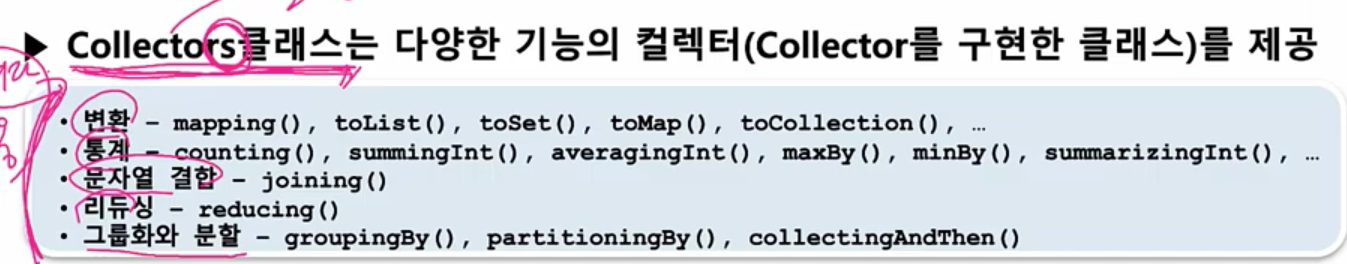 ▶ Collectors클래스는 다양한 기능의 컬렉터(Collector를 구현한 클래스)를 제공
• 변환 – mapping(), toList(), toSet(), toMap(), toCollection(), …
• 통계 – counting(), summingInt(), averagingInt(), maxBy(), minBy(), summarizingInt(), …
• 문자열 결합 – joining()
• 리듀싱 – reducing()
• 그룹화와 분할 – groupingBy(), partitioningBy(), collectingAndThen()